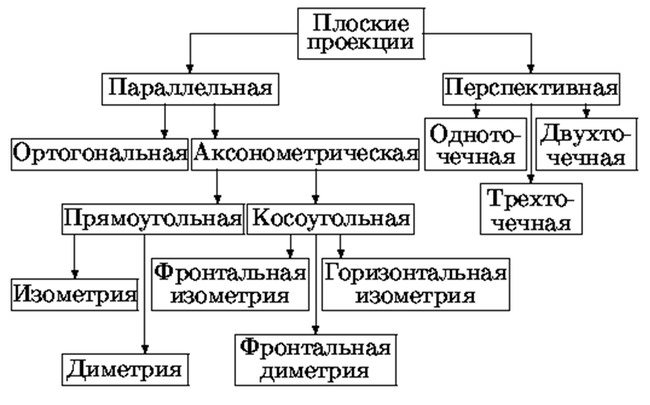 Плоские
проекции
Параллельная
Перспективная
Ортогональная
Аксонометрическая
Одното-
чечная
Двухто-
чечная
Трехто-
чечная
Прямоугольная
Косоугольная
Изометрия
Фронтальная
изометрия
Горизонтальная
изометрия
Диметрия
Фронтальная
диметрия